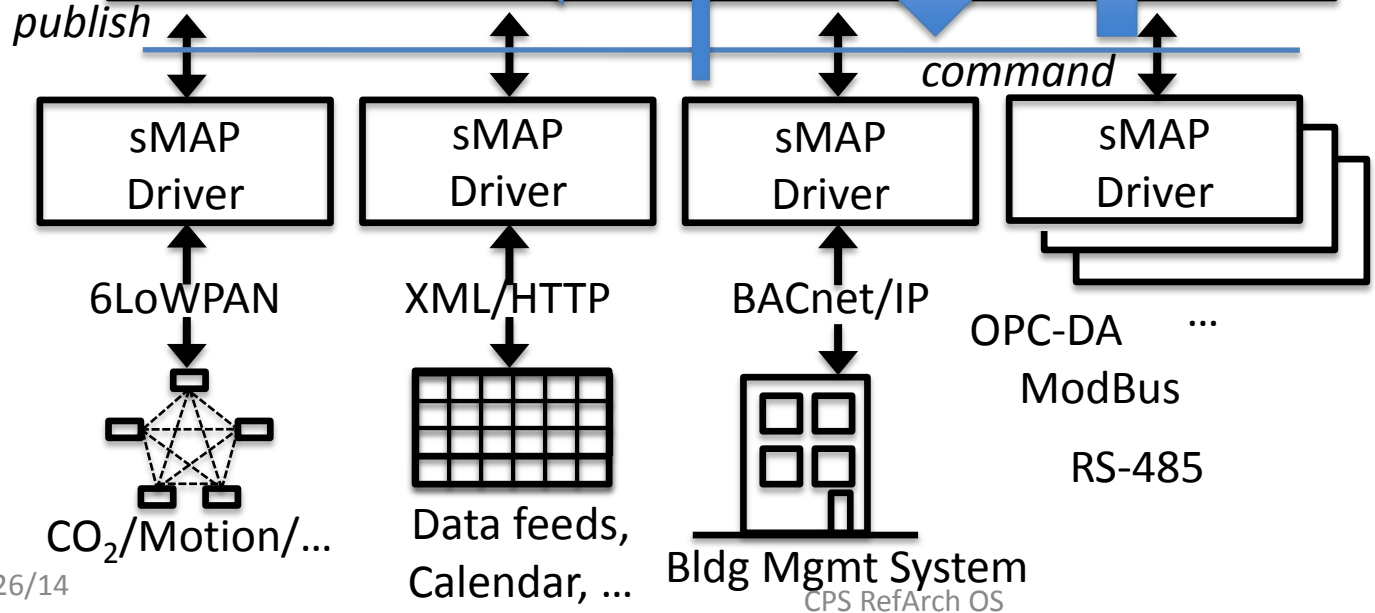 publish
command
sMAP
Driver
sMAP
Driver
sMAP
Driver
sMAP
Driver
6LoWPAN
XML/HTTP
BACnet/IP
OPC-DA
...
ModBus
RS-485
CO₂/Motion/...
Data feeds,
Calendar, ...
Bldg Mgmt System
26/14
CPS RefArch OS